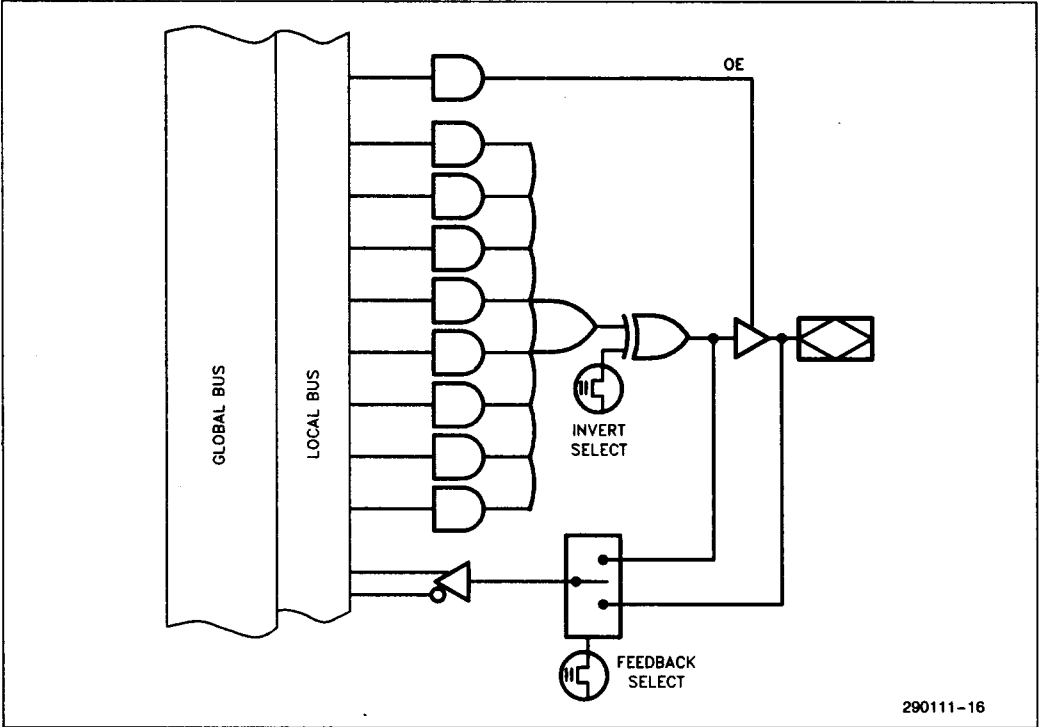 OE
GLOBAL BUS
LOCAL BUS
INVERT
SELECT
FEEDBACK
SELECT
290111-16